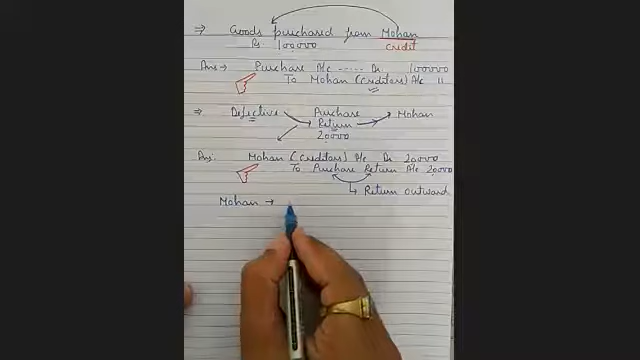 ⇒ Goods purchased from Mohan
Rs. 100000 credit
Ans → Purchase A/c ..... Dr 100000
To Mohan (Creditors) A/c 11
⇒ Defective Purchase Return Mohan
20000
Ans: Mohan (Creditors) A/c Dr 20000
To Purchase Return A/c 20000
↳ Return outward
Mohan →